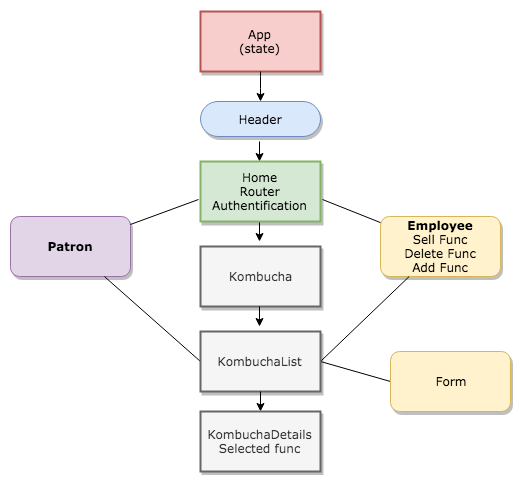 App
(state)
Header
Home
Router
Authentification
Patron
Employee
Sell Func
Delete Func
Add Func
Kombucha
KombuchaList
Form
KombuchaDetails
Selected func